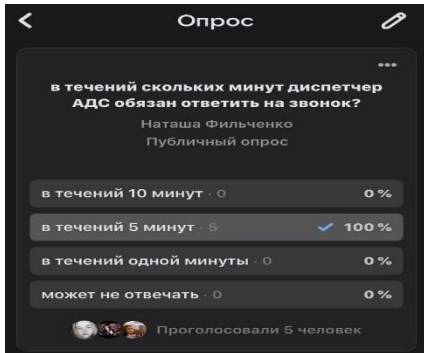 Опрос
в течений скольких минут диспетчер
АДС обязан ответить на звонок?
Наташа Фильченко
Публичный опрос
в течений 10 минут · 0 0 %
в течений 5 минут · 5 100 %
в течений одной минуты · 0 0 %
может не отвечать · 0 0 %
Проголосовали 5 человек